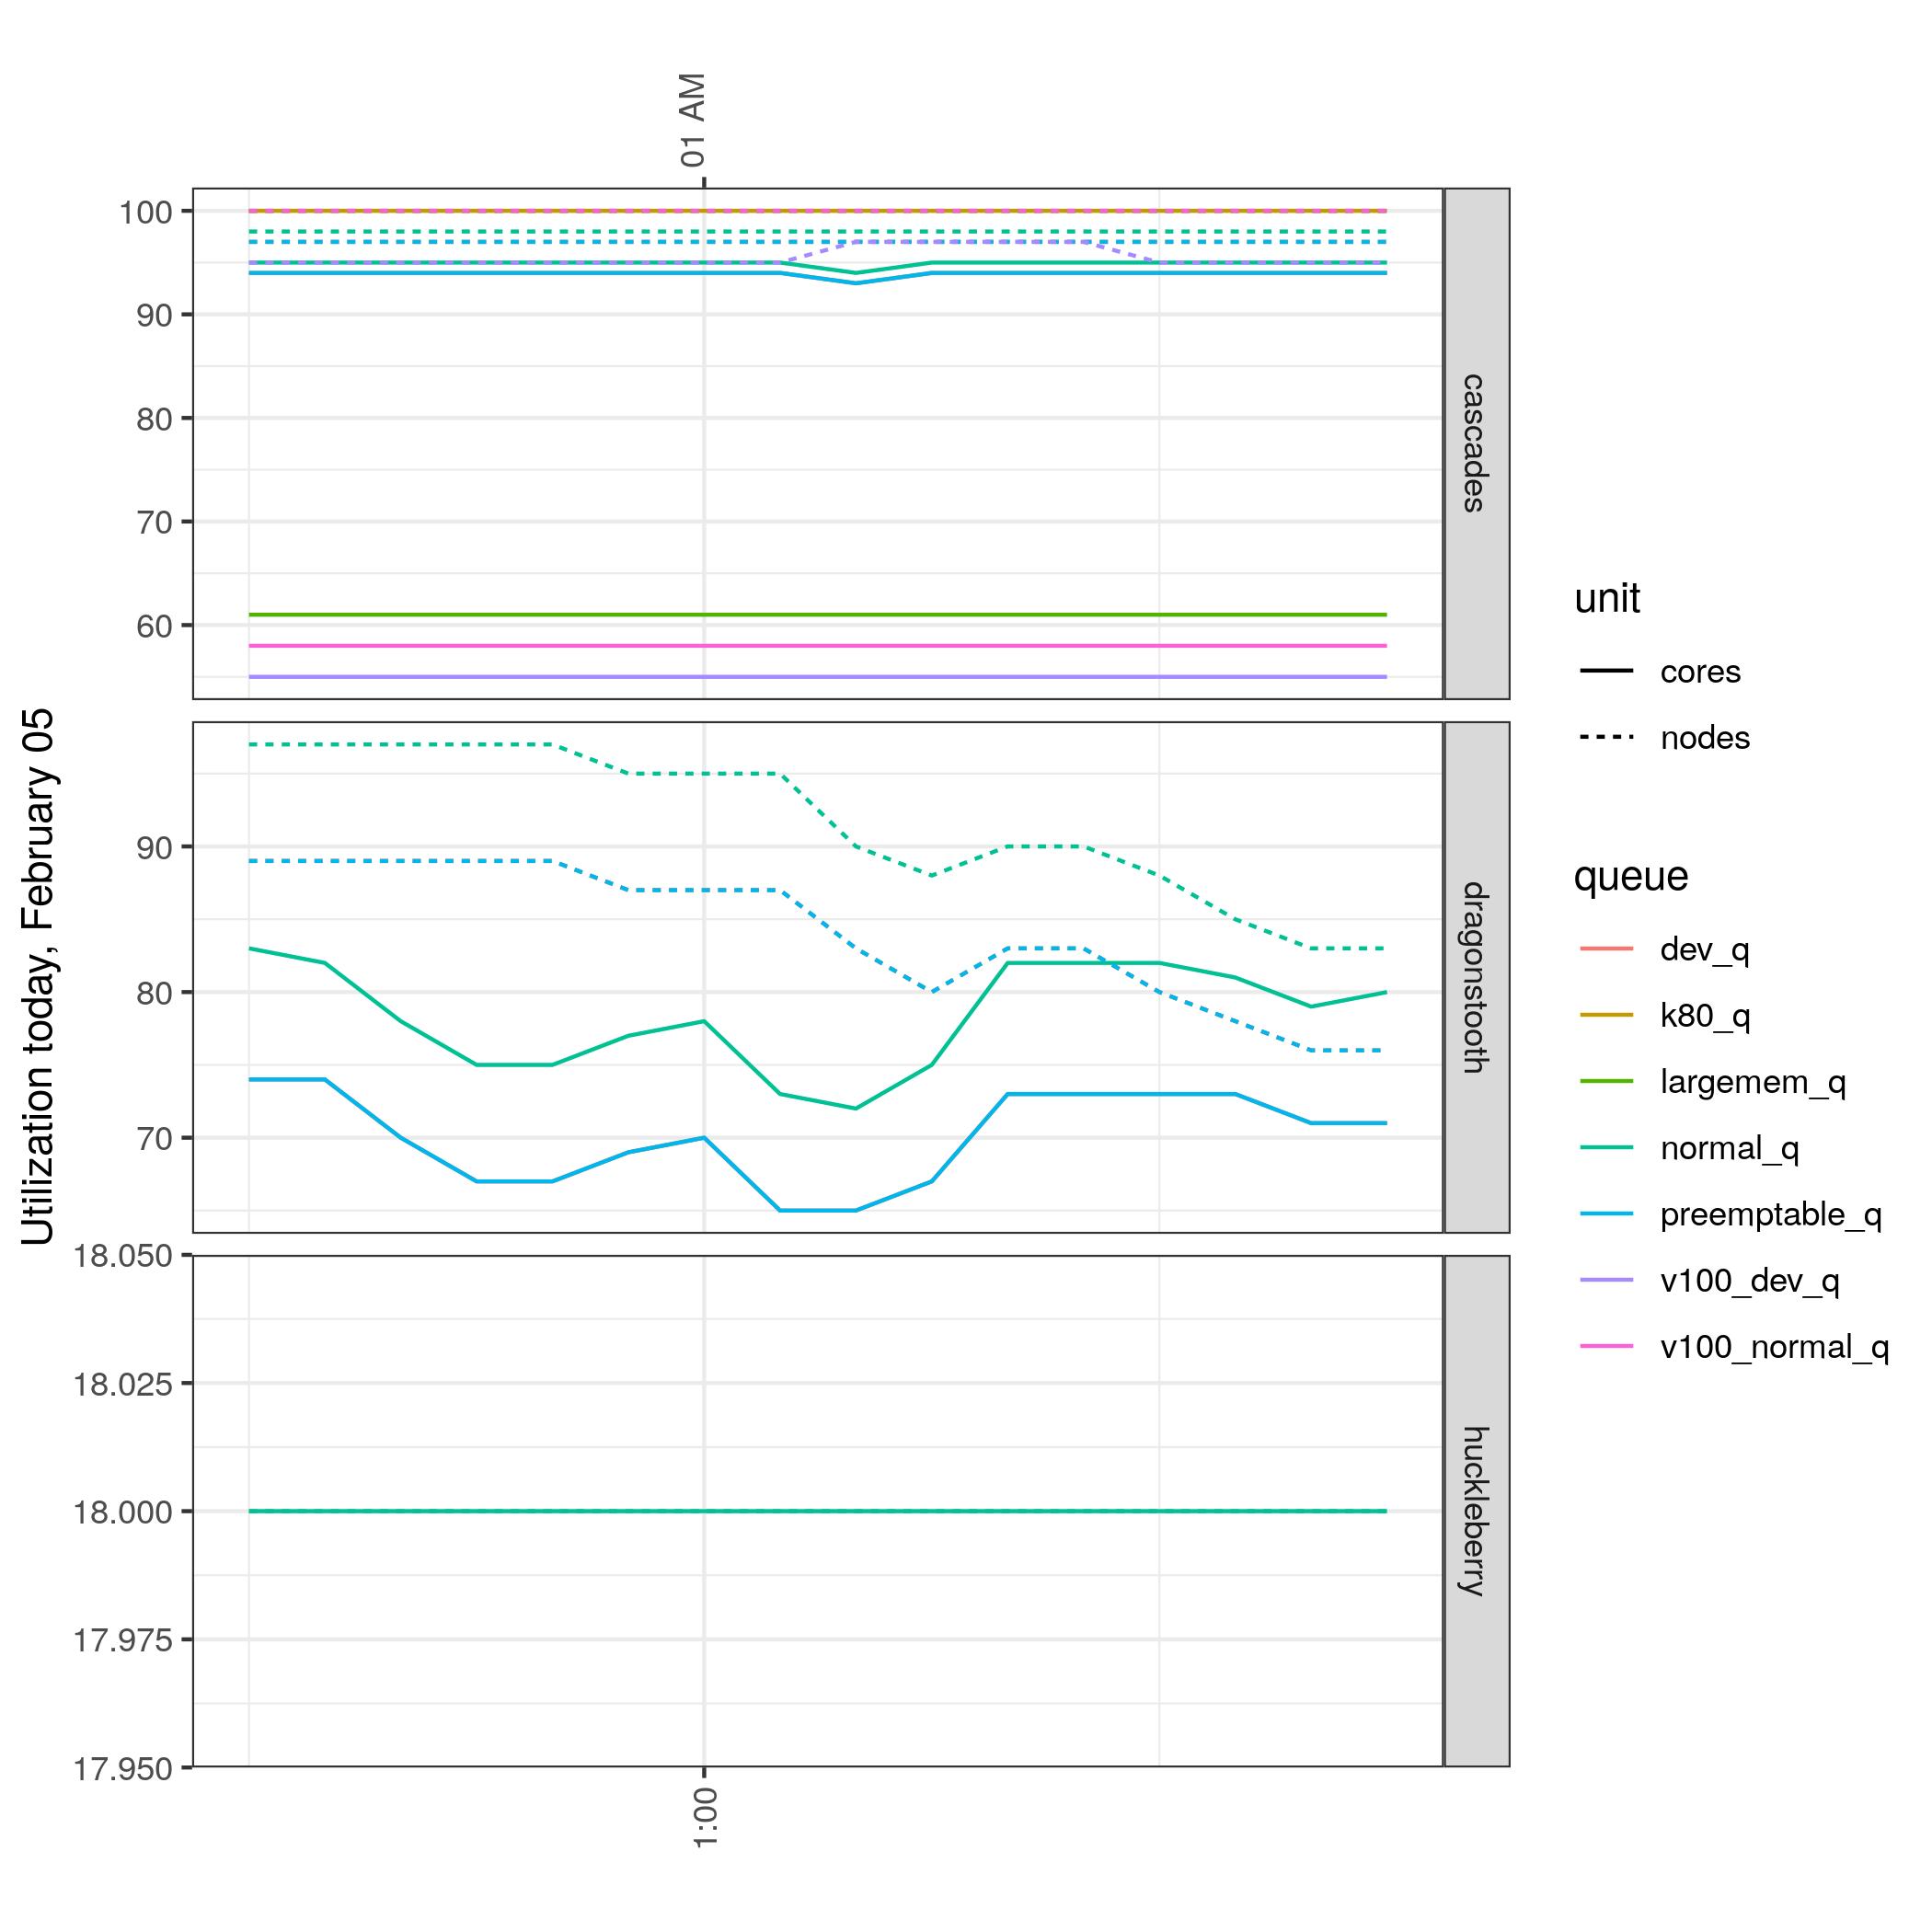 01 AM
100
90
80
70
60
cascades
Utilization today, February 05
90
80
70
dragonstooth
18.050
18.025
18.000
17.975
17.950
huckleberry
1:00
unit
cores
nodes
queue
dev_q
k80_q
largemem_q
normal_q
preemptable_q
v100_dev_q
v100_normal_q